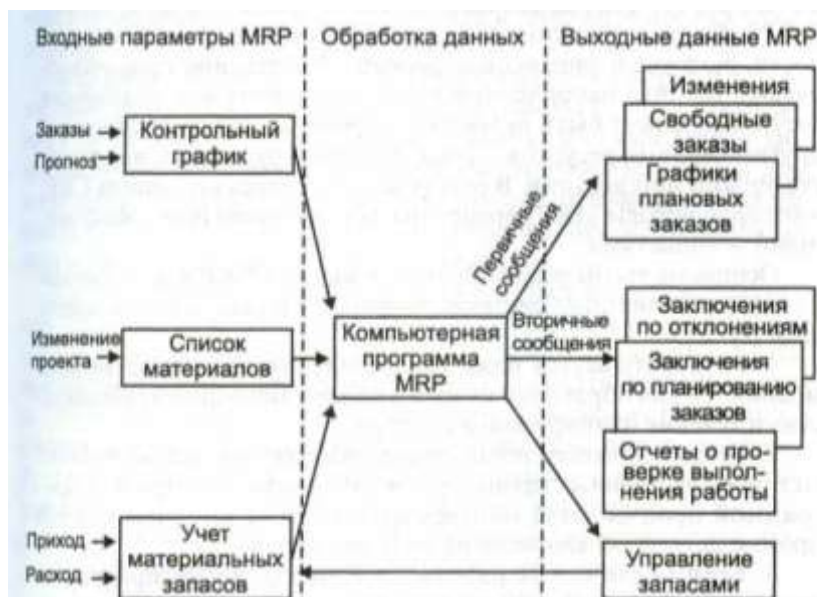 Входные параметры MRP
Обработка данных
Выходные данные MRP
Заказы
Прогноз
Контрольный
график
Изменения
Свободные
заказы
Графики
плановых
заказов
Первичные
сообщения
Изменение
проекта
Список
материалов
Компьютерная
программа
MRP
Вторичные
сообщения
Заключения
по отклонениям
Заключения
по планированию
заказов
Отчеты о про-
верке выпол-
нения работы
Приход
Расход
Учет
материальных
запасов
Управление
запасами